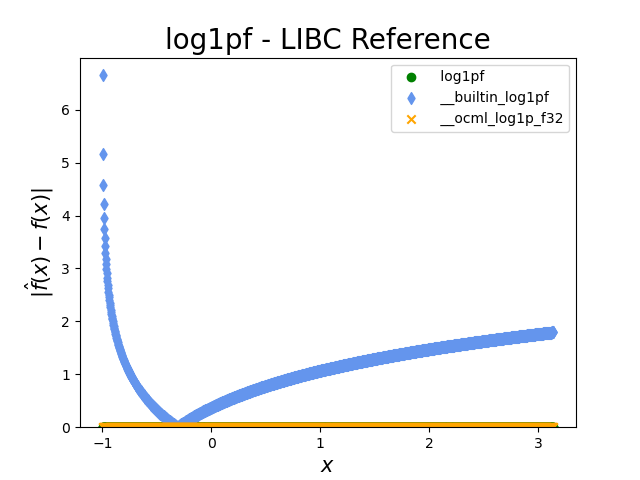 log1pf - LIBC Reference
log1pf
__builtin_log1pf
__ocml_log1p_f32
|f̂(x) − f(x)|
6
5
4
3
2
1
0
−1 0 1 2 3
x